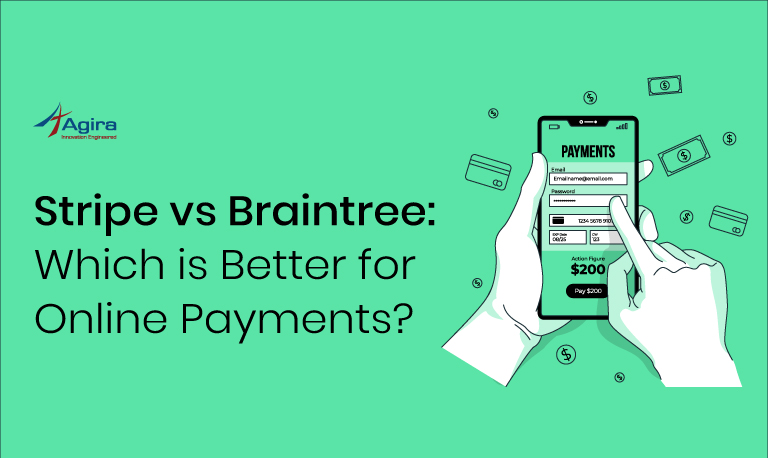 Agira
Innovation Engineered
Stripe vs Braintree:
Which is Better for
Online Payments?
PAYMENTS
Email
Emailname@email.com
Password
1234 5678 910
EXP Date
CVV
08/25
123
Action Figure
$200
Pay $200